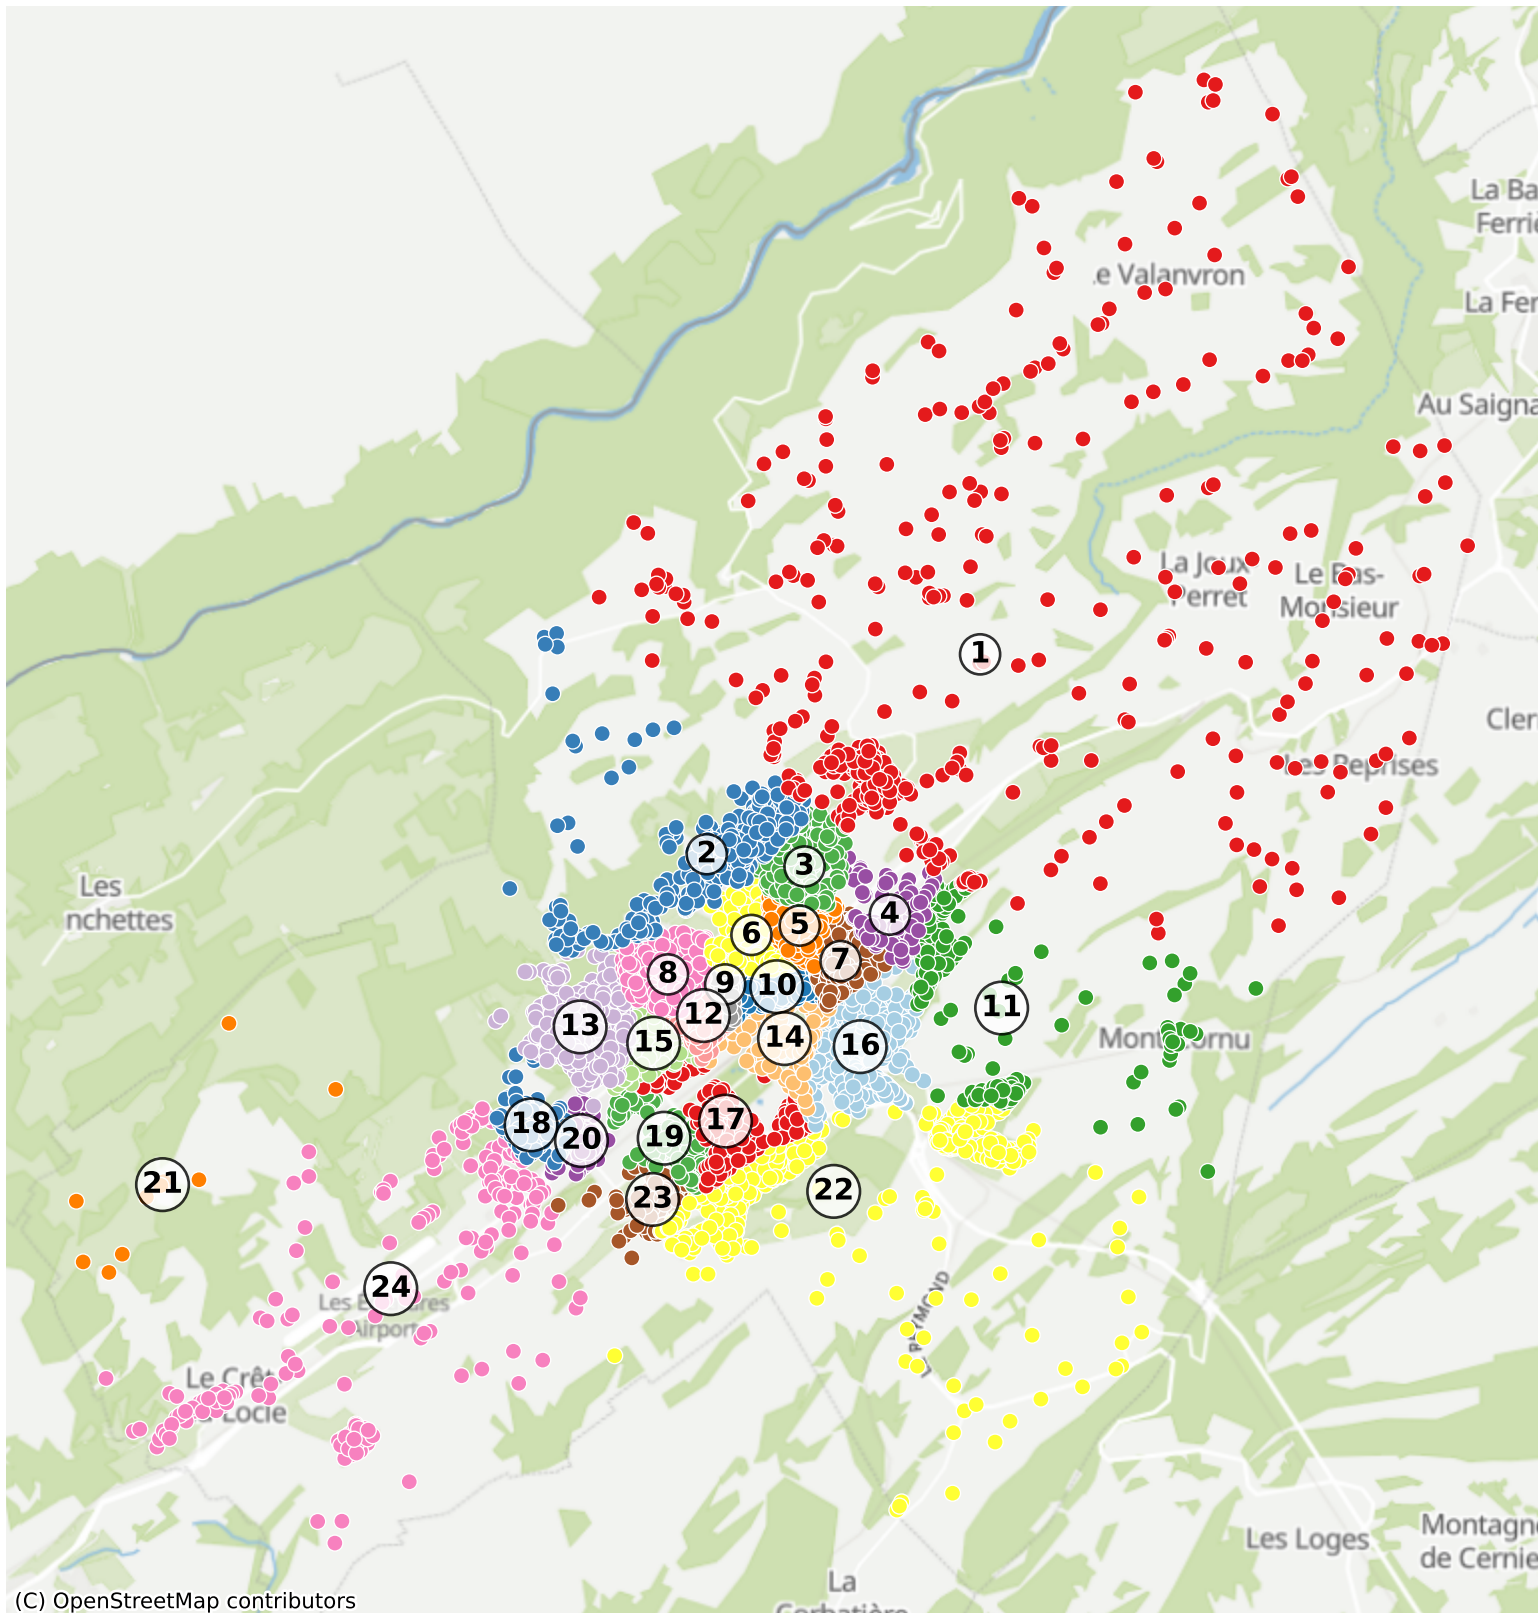 La Ba
Ferriè
.e Valanvron
La Fer
Au Saigna
La Joux
Perret
Le Bas-
Monsieur
1
Cler
Les Reprises
2
3
Les
nchettes
4
5
6
7
8
9
10
11
12
13
14
15
16
Mont-Cornu
17
18
19
20
21
22
23
24
Les Eplatures
Airport
Le Crêt-
du-Locle
Les Loges
Montagn
de Cernie
La
Corbatière
(C) OpenStreetMap contributors